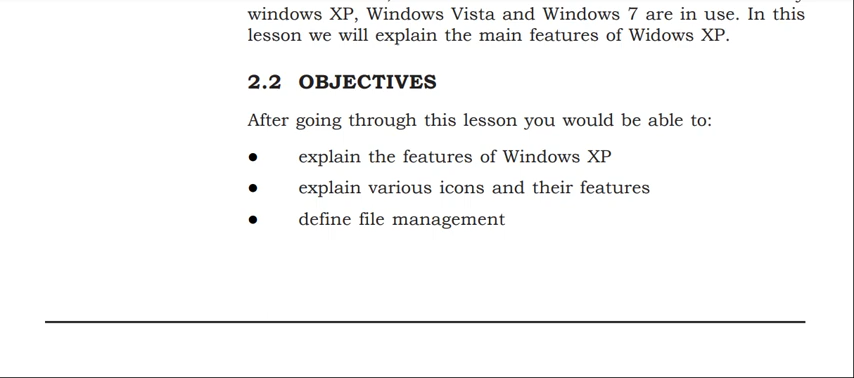 windows XP, Windows Vista and Windows 7 are in use. In this
lesson we will explain the main features of Widows XP.
2.2 OBJECTIVES
After going through this lesson you would be able to:
● explain the features of Windows XP
● explain various icons and their features
● define file management